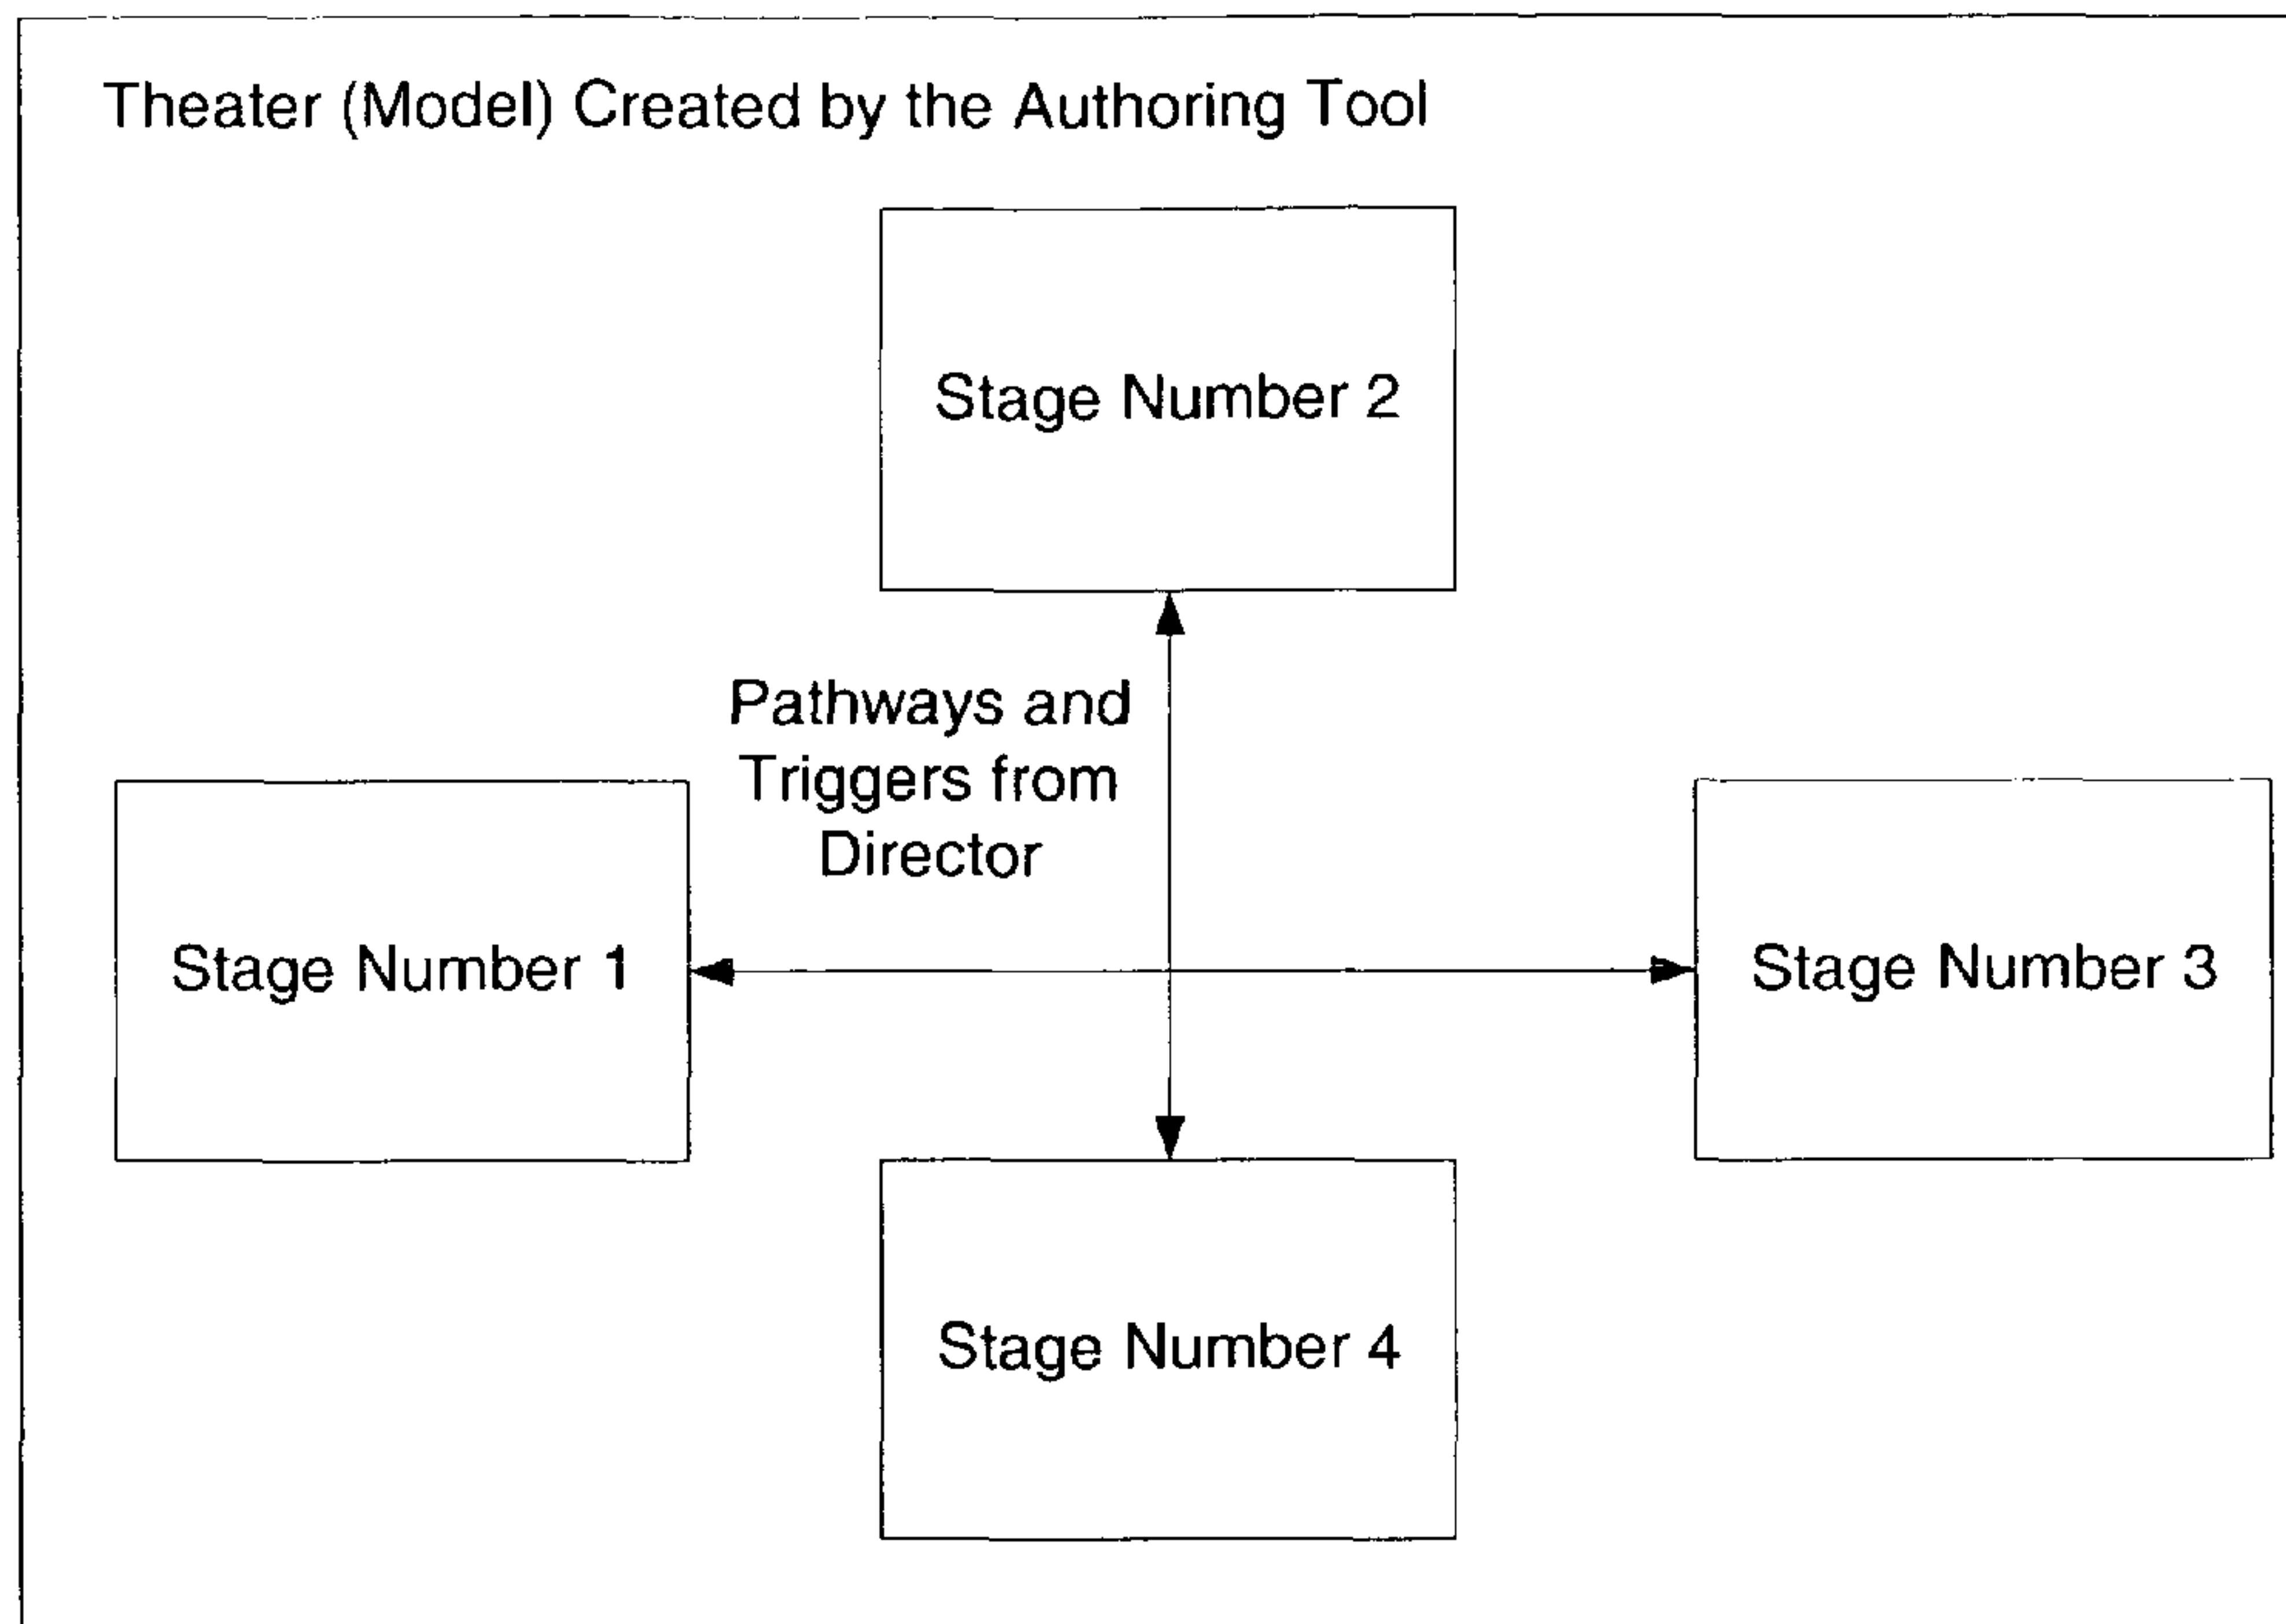 Theater (Model) Created by the Authoring Tool
Stage Number 2
Pathways and
Triggers from
Director
Stage Number 1
Stage Number 3
Stage Number 4